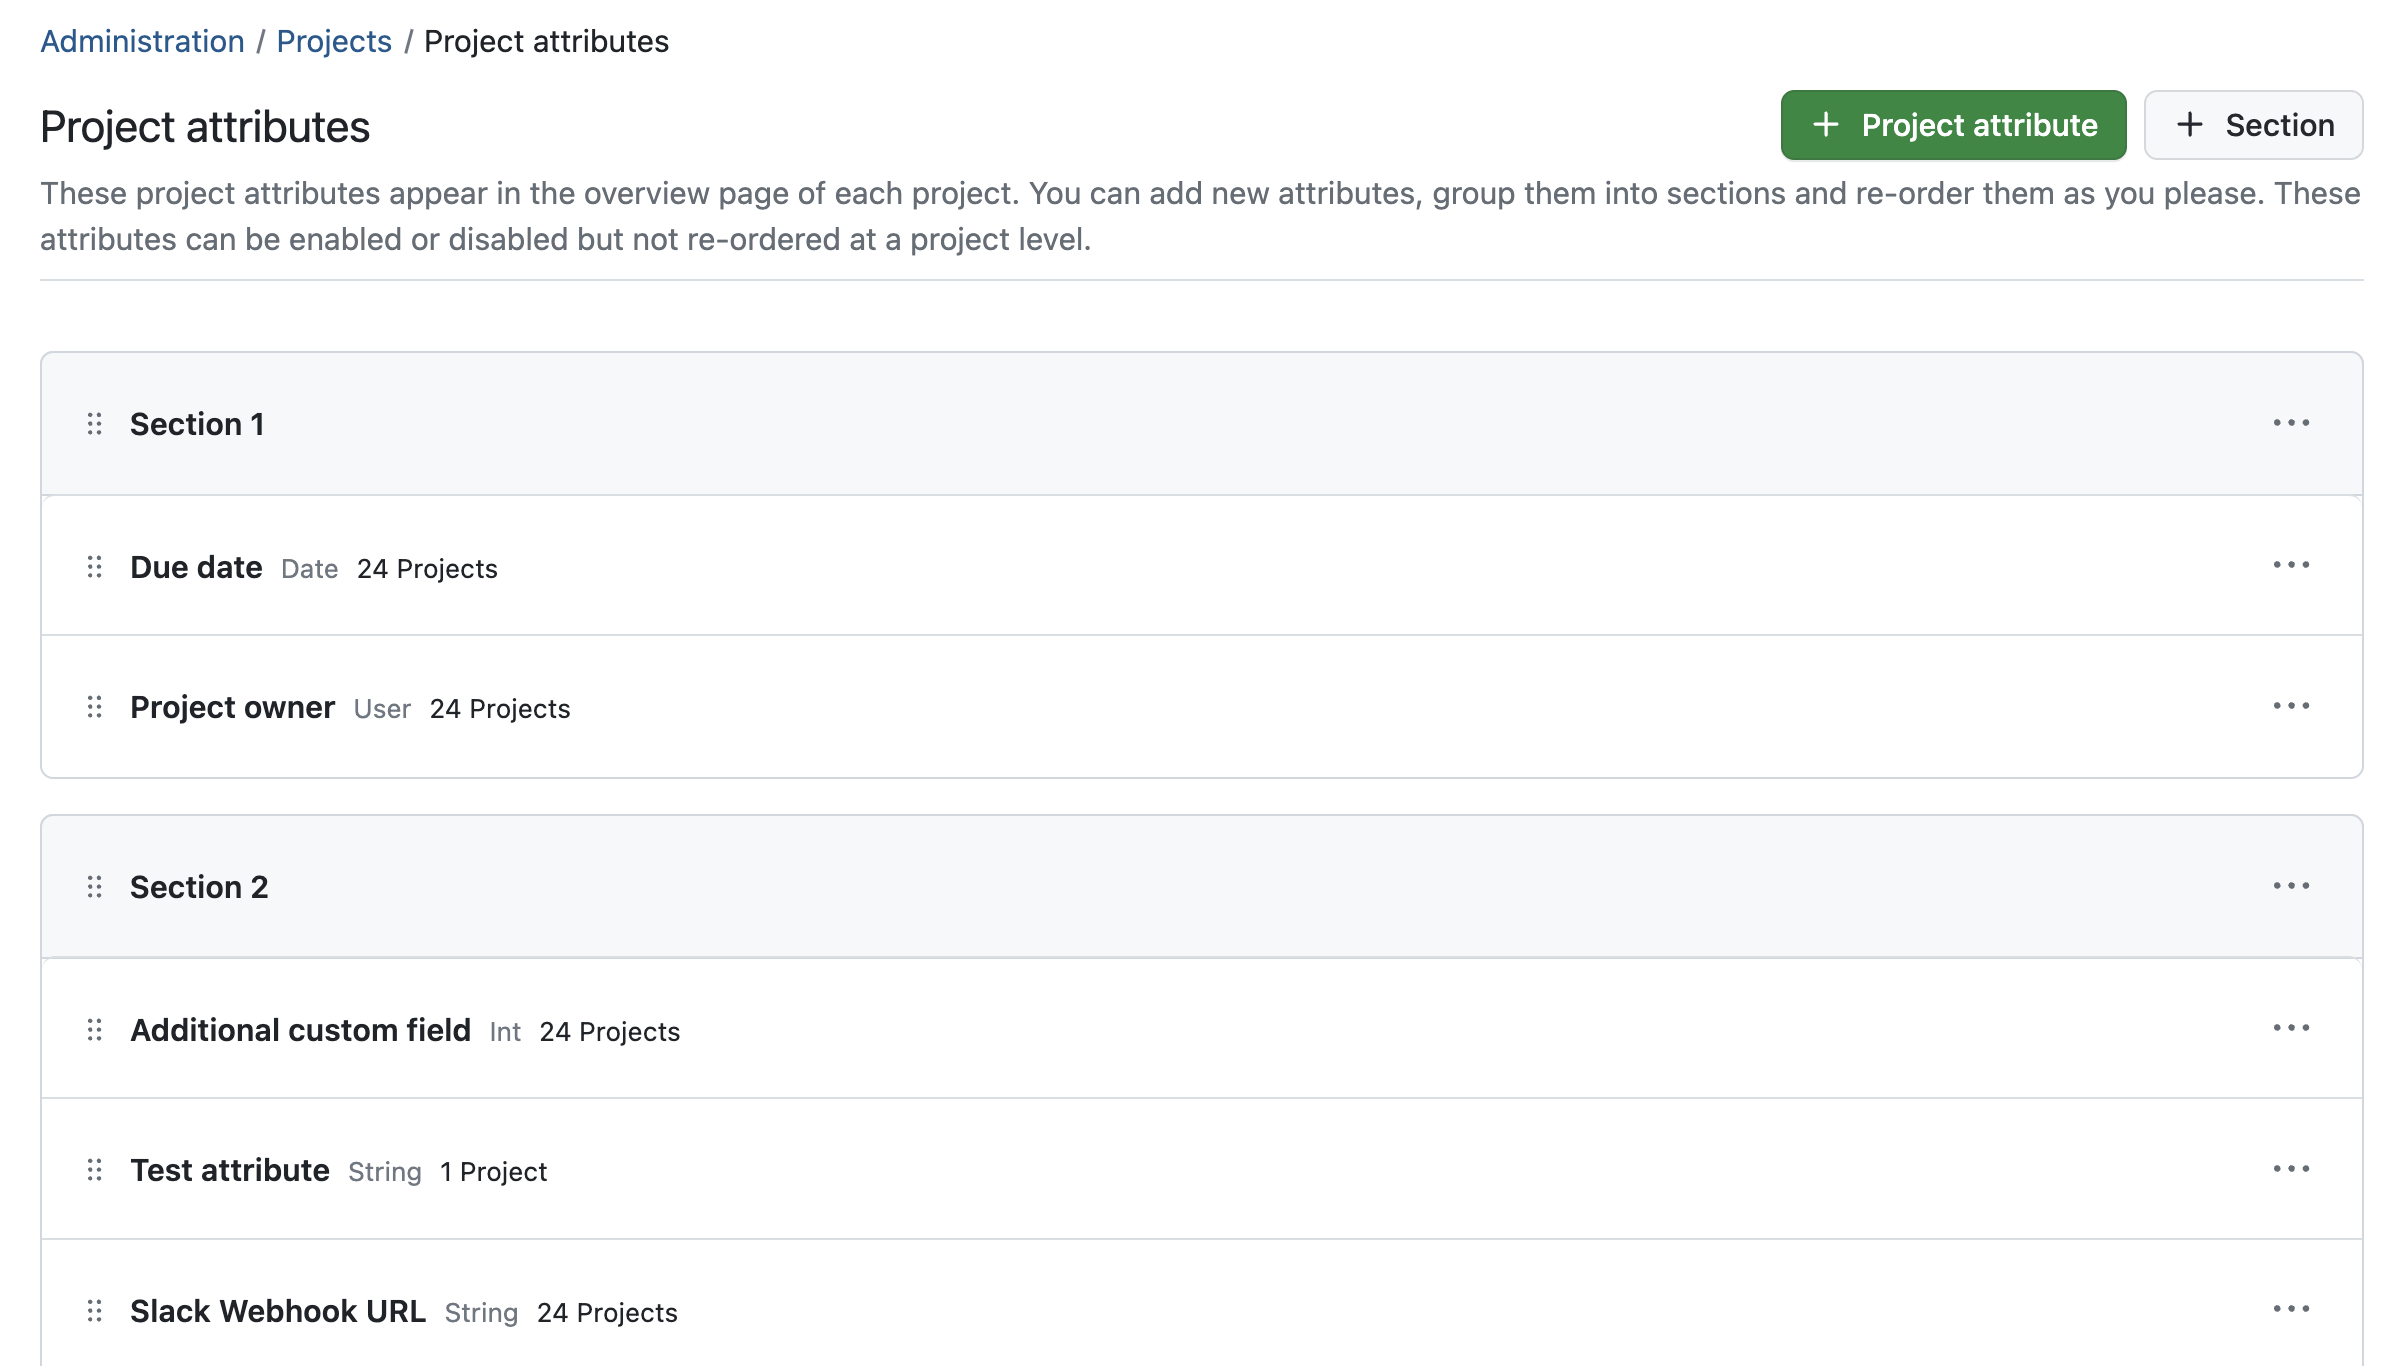 Administration / Projects / Project attributes
Project attributes
+ Project attribute
+ Section
These project attributes appear in the overview page of each project. You can add new attributes, group them into sections and re-order them as you please. These
attributes can be enabled or disabled but not re-ordered at a project level.
Section 1
Due date Date 24 Projects
Project owner User 24 Projects
Section 2
Additional custom field Int 24 Projects
Test attribute String 1 Project
Slack Webhook URL String 24 Projects